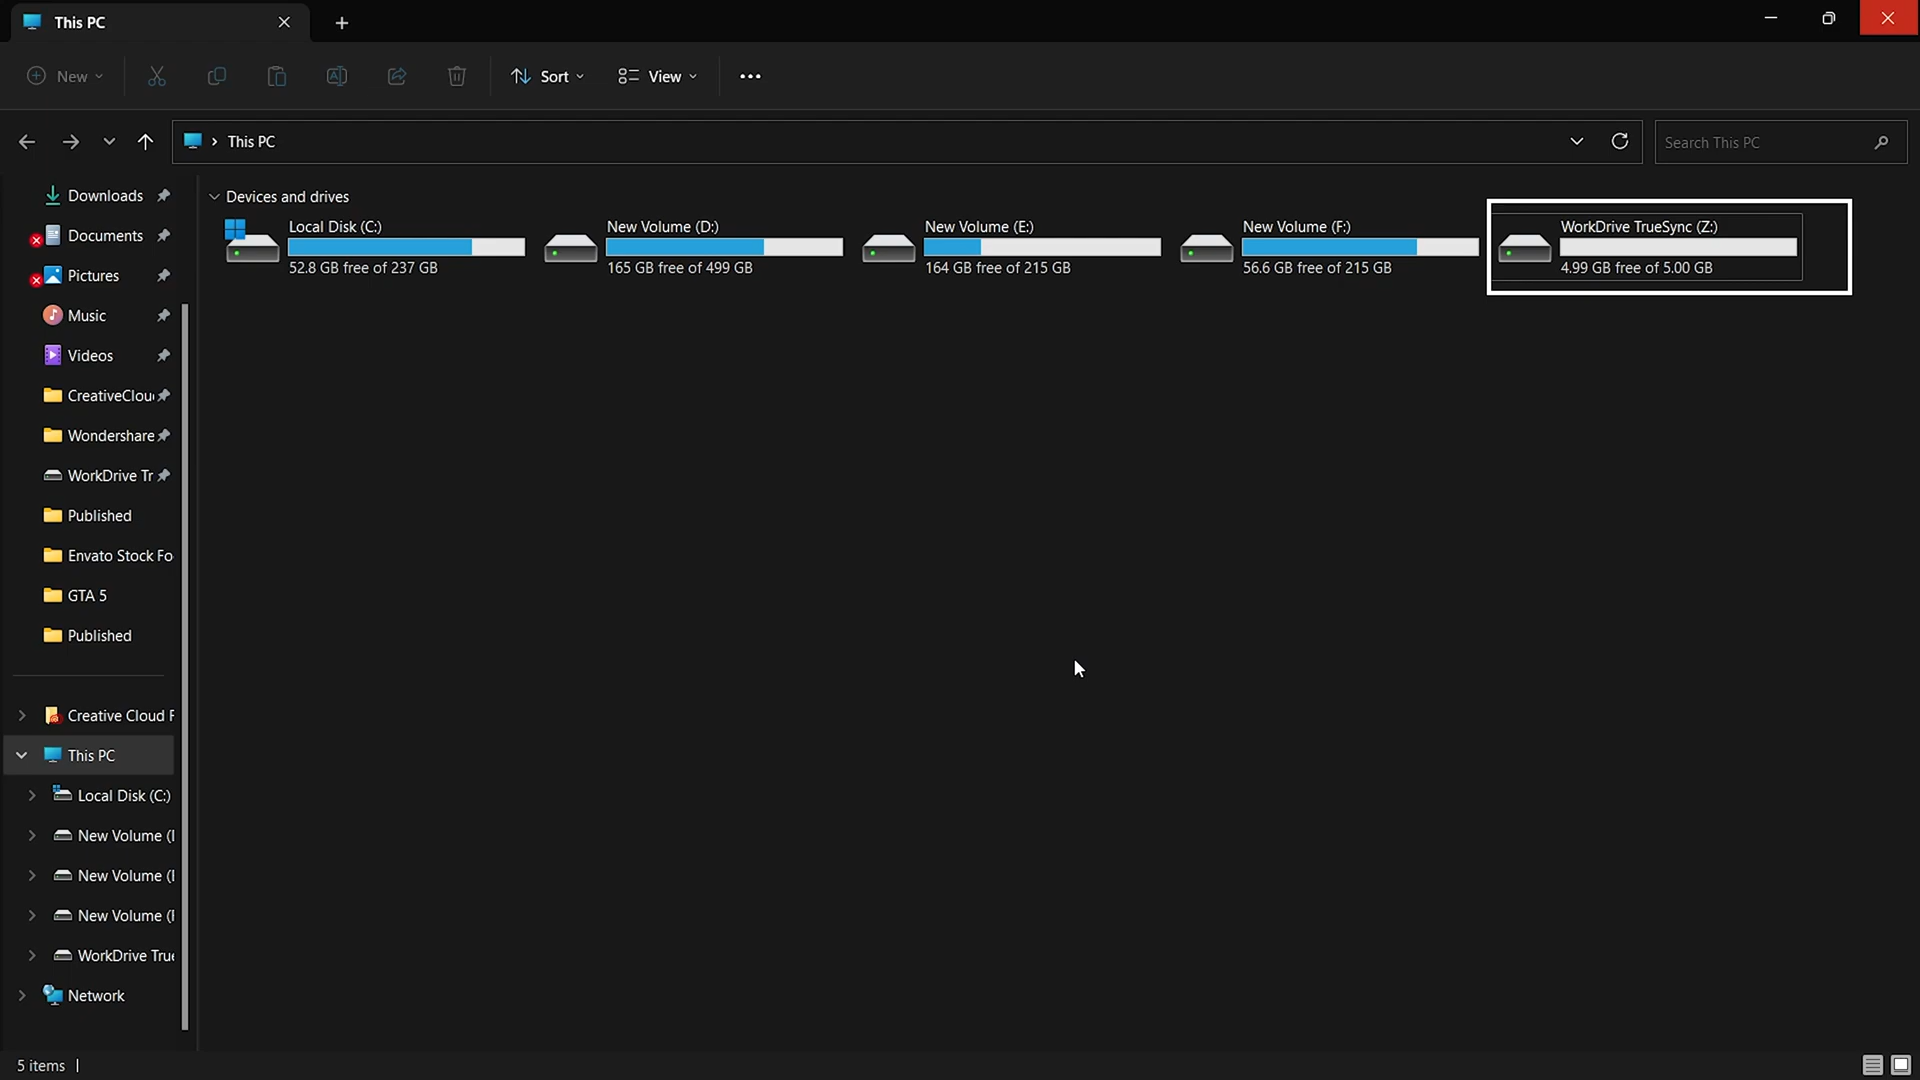 This PC
New
Sort
View
This PC
Search This PC
Downloads
Documents
Pictures
Music
Videos
CreativeClou
Wondershare
WorkDrive Tr
Published
Envato Stock Fo
GTA 5
Published
Creative Cloud F
This PC
Local Disk (C:)
New Volume (
New Volume (
New Volume (
WorkDrive True
Network
Devices and drives
Local Disk (C:)
52.8 GB free of 237 GB
New Volume (D:)
165 GB free of 499 GB
New Volume (E:)
164 GB free of 215 GB
New Volume (F:)
56.6 GB free of 215 GB
WorkDrive TrueSync (Z:)
4.99 GB free of 5.00 GB
5 items